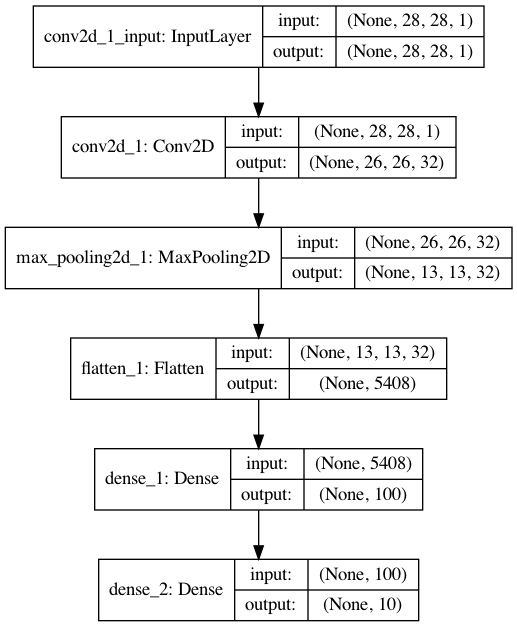 conv2d_1_input: InputLayer
input: (None, 28, 28, 1)
output: (None, 28, 28, 1)
conv2d_1: Conv2D
input: (None, 28, 28, 1)
output: (None, 26, 26, 32)
max_pooling2d_1: MaxPooling2D
input: (None, 26, 26, 32)
output: (None, 13, 13, 32)
flatten_1: Flatten
input: (None, 13, 13, 32)
output: (None, 5408)
dense_1: Dense
input: (None, 5408)
output: (None, 100)
dense_2: Dense
input: (None, 100)
output: (None, 10)